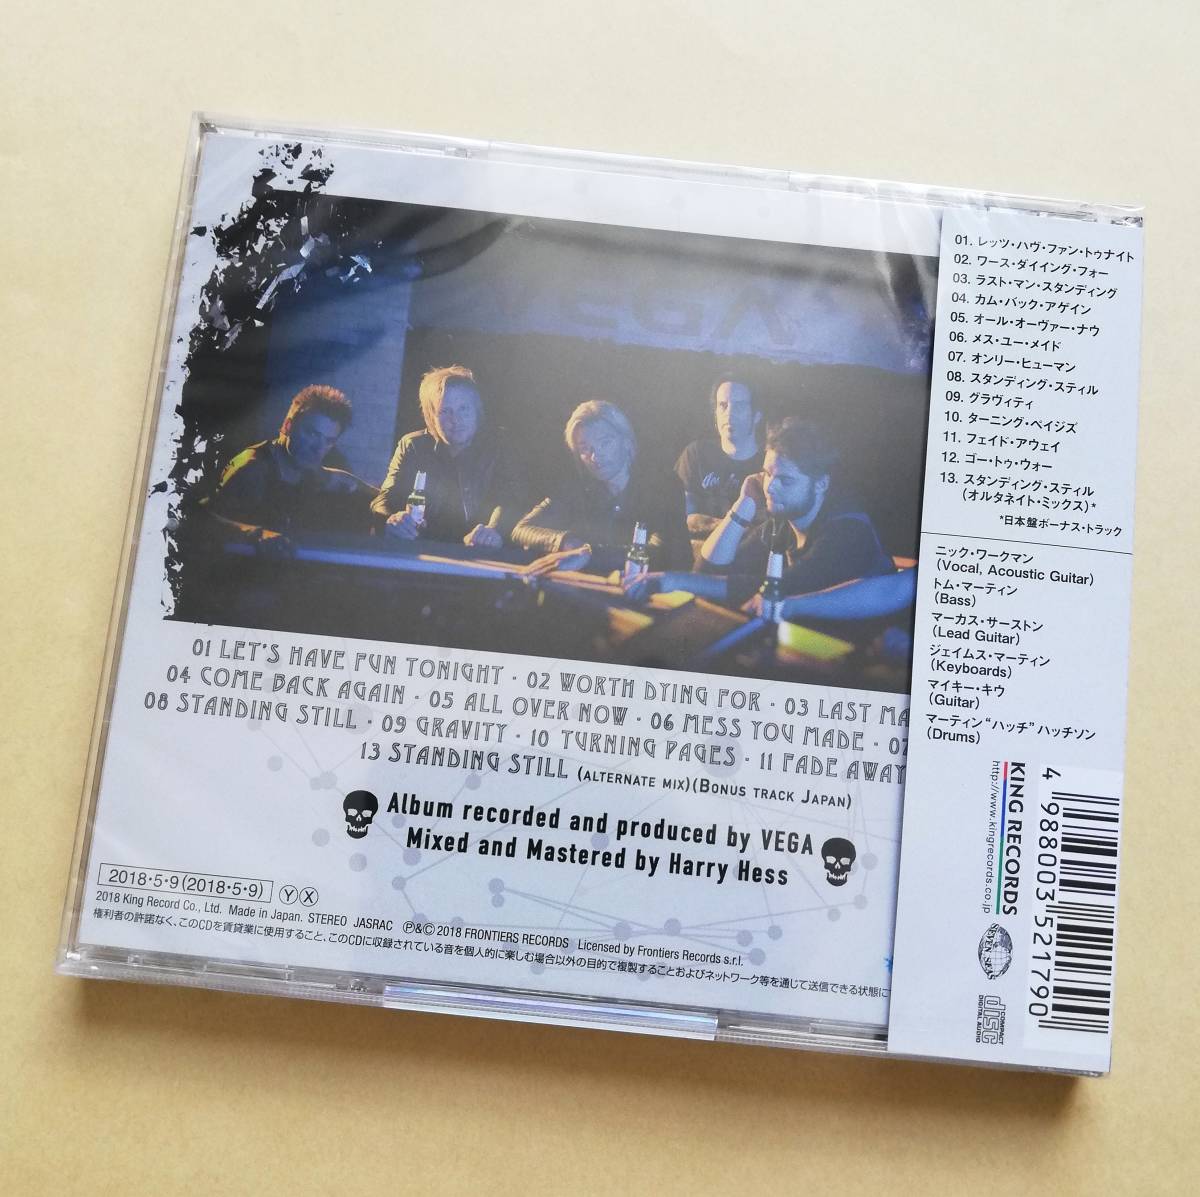 VEGA
01 LET'S HAVE FUN TONIGHT · 02 WORTH DYING FOR · 03 LAST MA
04 COME BACK AGAIN · 05 ALL OVER NOW · 06 MESS YOU MADE · 07
08 STANDING STILL · 09 GRAVITY · 10 TURNING PAGES · 11 FADE AWAY
13 STANDING STILL (ALTERNATE MIX)(BONUS TRACK JAPAN)
Album recorded and produced by VEGA
Mixed and Mastered by Harry Hess
2018・5・9(2018・5・9) Ⓨ Ⓧ
2018 King Record Co., Ltd. Made in Japan. STEREO JASRAC Ⓟ&Ⓒ 2018 FRONTIERS RECORDS Licensed by Frontiers Records s.r.l.
権利者の許諾なく、このCDを賃貸業に使用すること、このCDに収録されている音を個人的に楽しむ場合以外の目的で複製することおよびネットワーク等を通じて送信できる状態に
01. レッツ・ハヴ・ファン・トゥナイト
02. ワース・ダイイング・フォー
03. ラスト・マン・スタンディング
04. カム・バック・アゲイン
05. オール・オーヴァー・ナウ
06. メス・ユー・メイド
07. オンリー・ヒューマン
08. スタンディング・スティル
09. グラヴィティ
10. ターニング・ペイジズ
11. フェイド・アウェイ
12. ゴー・トゥ・ウォー
13. スタンディング・スティル
(オルタネイト・ミックス)*
*日本盤ボーナス・トラック
ニック・ワークマン
(Vocal, Acoustic Guitar)
トム・マーティン
(Bass)
マーカス・サーストン
(Lead Guitar)
ジェイムス・マーティン
(Keyboards)
マイキー・キウ
(Guitar)
マーティン“ハッチ”ハッチソン
(Drums)
KING RECORDS
http://www.kingrecords.co.jp
SEVEN SEAS
COMPACT
disc
DIGITAL AUDIO
4 988003 521790